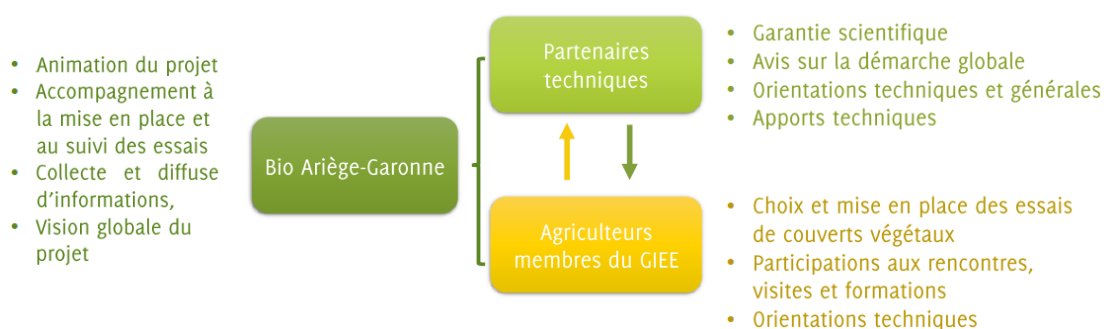 • Animation du projet
• Accompagnement à
la mise en place et
au suivi des essais
• Collecte et diffuse
d'informations,
• Vision globale du
projet
Bio Ariège-Garonne
Partenaires
techniques
• Garantie scientifique
• Avis sur la démarche globale
• Orientations techniques et générales
• Apports techniques
Agriculteurs
membres du GIEE
• Choix et mise en place des essais
de couverts végétaux
• Participations aux rencontres,
visites et formations
• Orientations techniques